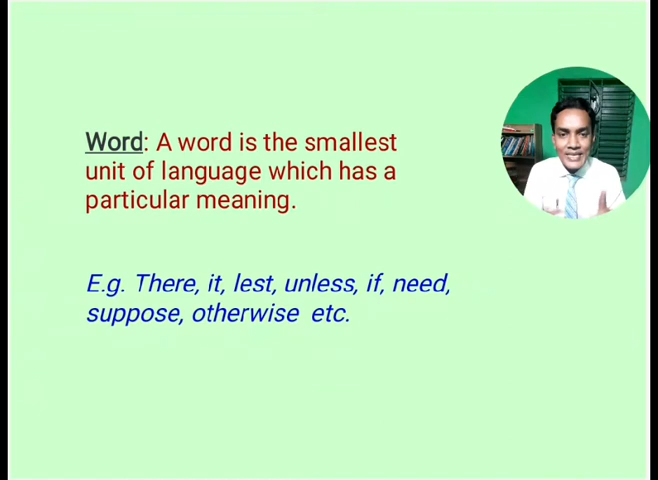 Word: A word is the smallest
unit of language which has a
particular meaning.
E.g. There, it, lest, unless, if, need,
suppose, otherwise etc.